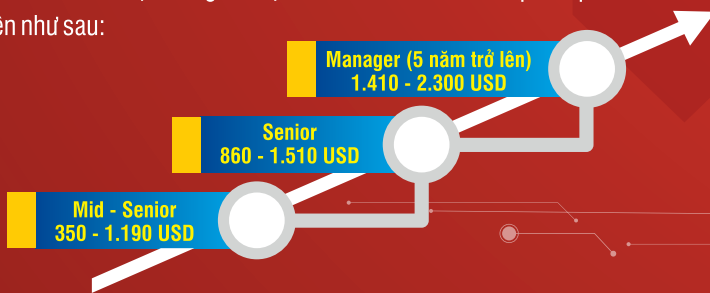 như sau:
Manager (5 năm trở lên)
1.410 - 2.300 USD
Senior
860 - 1.510 USD
Mid - Senior
350 - 1.190 USD